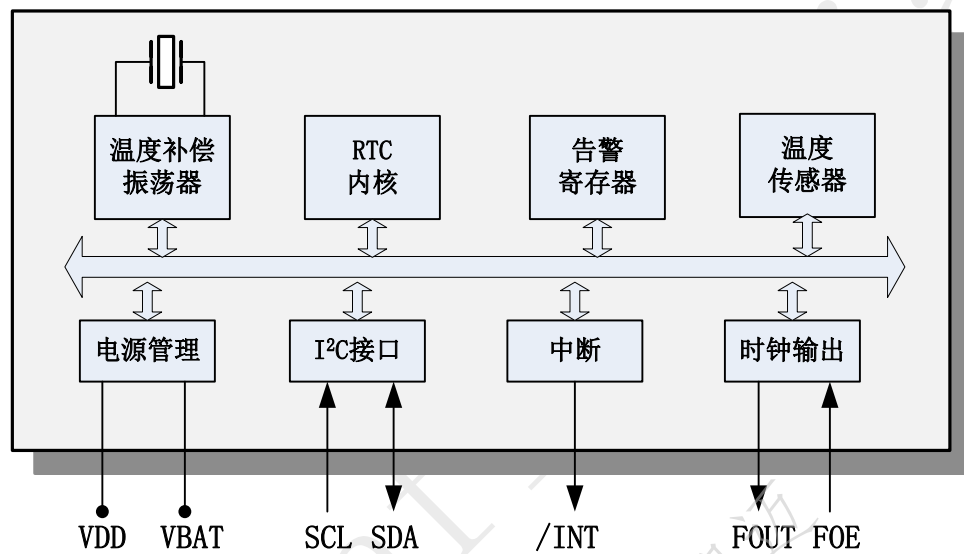 温度补偿
振荡器
RTC
内核
告警
寄存器
温度
传感器
电源管理
I²C接口
中断
时钟输出
VDD VBAT SCL SDA /INT FOUT FOE